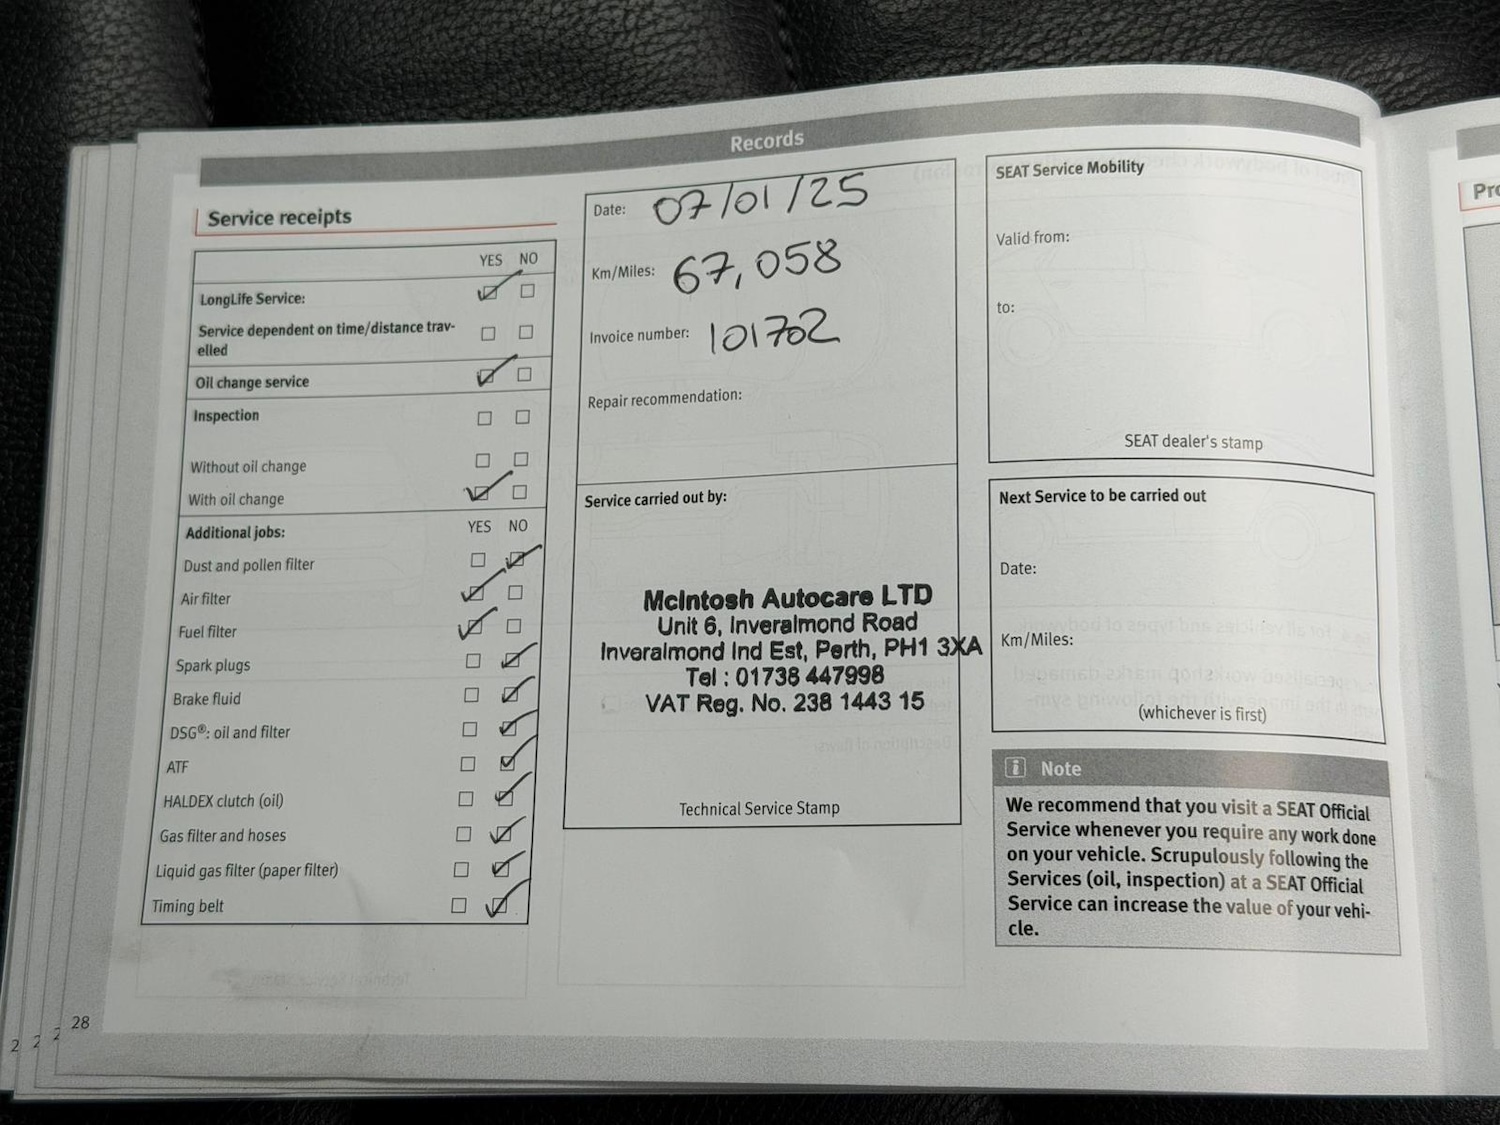 Records
Service receipts
YES NO
LongLife Service:
Service dependent on time/distance trav-
elled
Oil change service
Inspection
Without oil change
With oil change
Additional jobs: YES NO
Dust and pollen filter
Air filter
Fuel filter
Spark plugs
Brake fluid
DSG®: oil and filter
ATF
HALDEX clutch (oil)
Gas filter and hoses
Liquid gas filter (paper filter)
Timing belt
28
Date: 07/01/25
Km/Miles: 67,058
Invoice number: 101702
Repair recommendation:
Service carried out by:
McIntosh Autocare LTD
Unit 6, Inveralmond Road
Inveralmond Ind Est, Perth, PH1 3XA
Tel : 01738 447998
VAT Reg. No. 238 1443 15
Technical Service Stamp
SEAT Service Mobility
Valid from:
to:
SEAT dealer's stamp
Next Service to be carried out
Date:
Km/Miles:
(whichever is first)
i Note
We recommend that you visit a SEAT Official
Service whenever you require any work done
on your vehicle. Scrupulously following the
Services (oil, inspection) at a SEAT Official
Service can increase the value of your vehi-
cle.
2
2
2